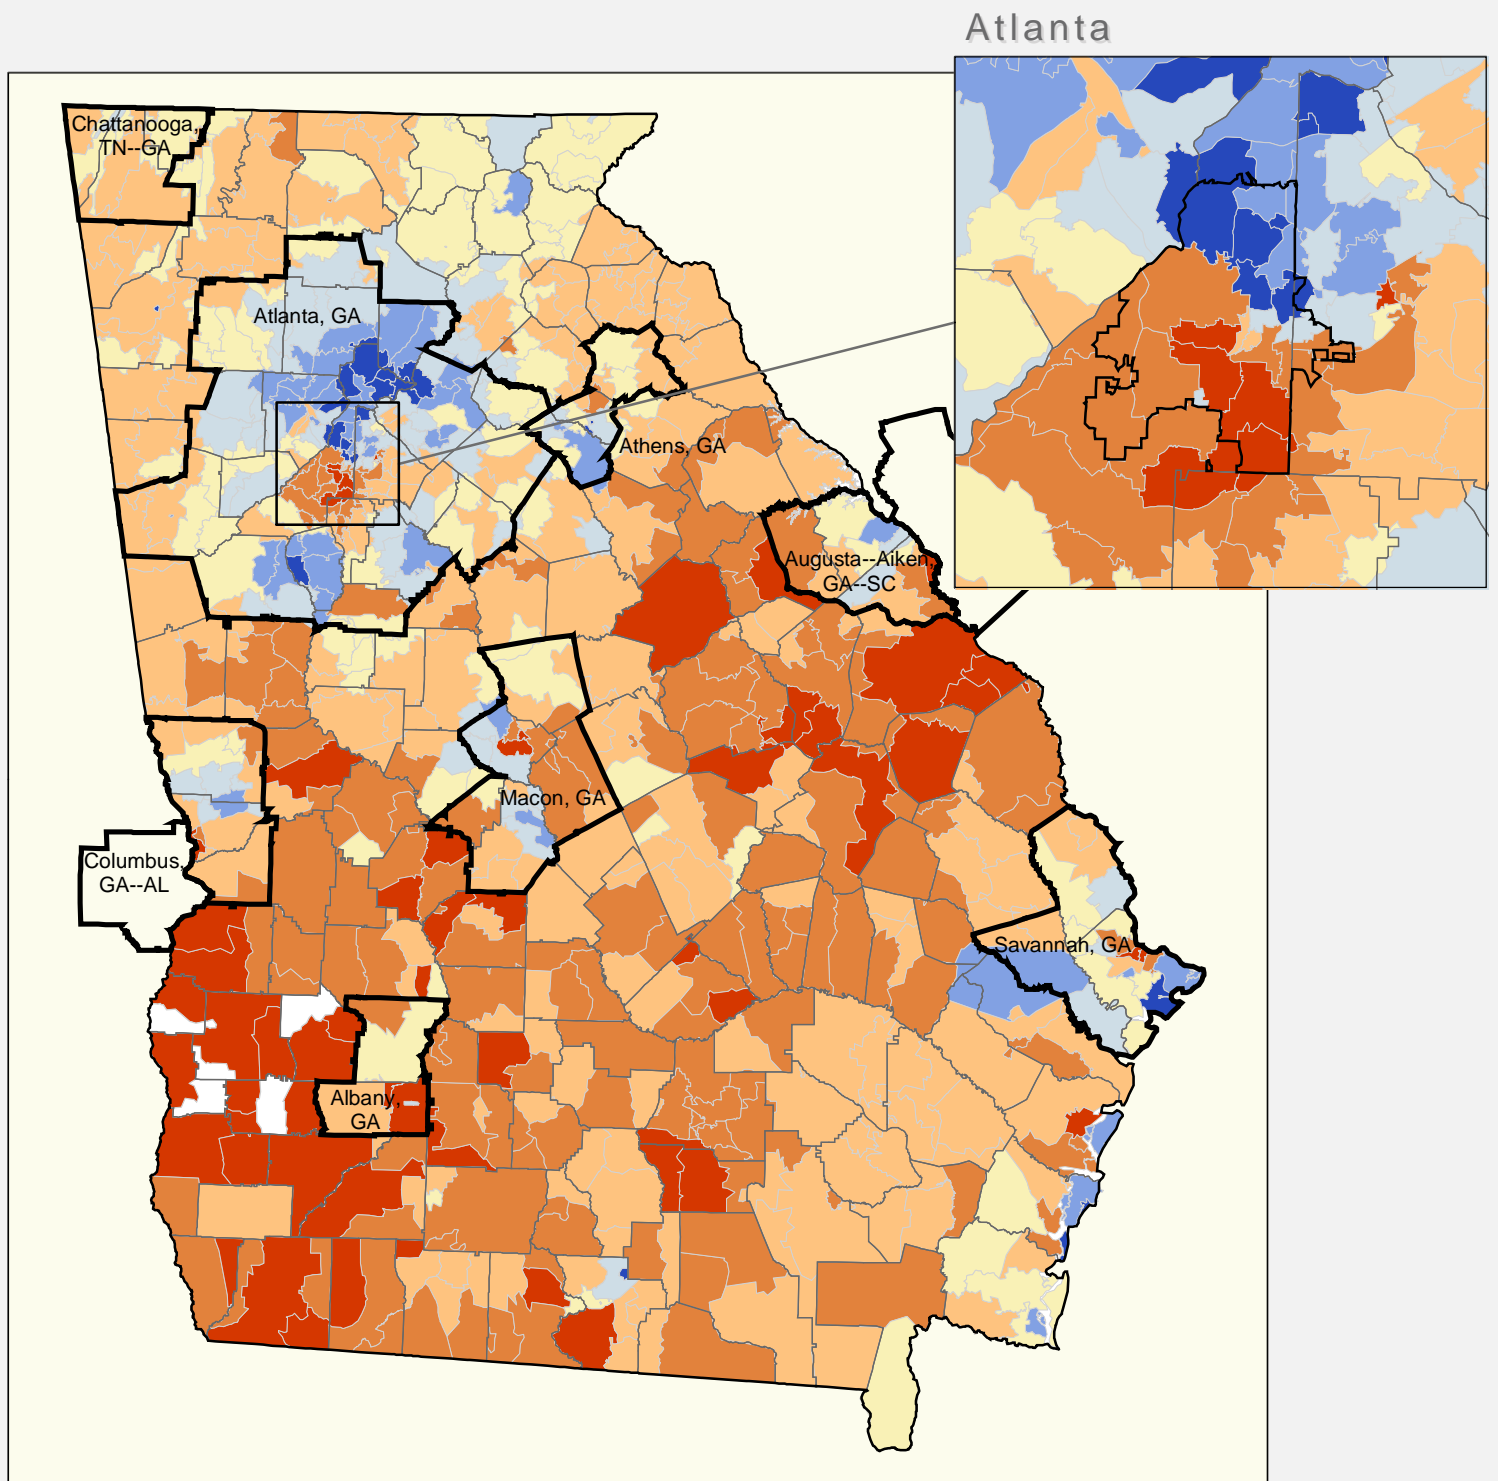 Atlanta
Chattanooga,
TN--GA
Atlanta, GA
Athens, GA
Augusta--Aiken,
GA--SC
Macon, GA
Columbus,
GA--AL
Savannah, GA
Albany,
GA